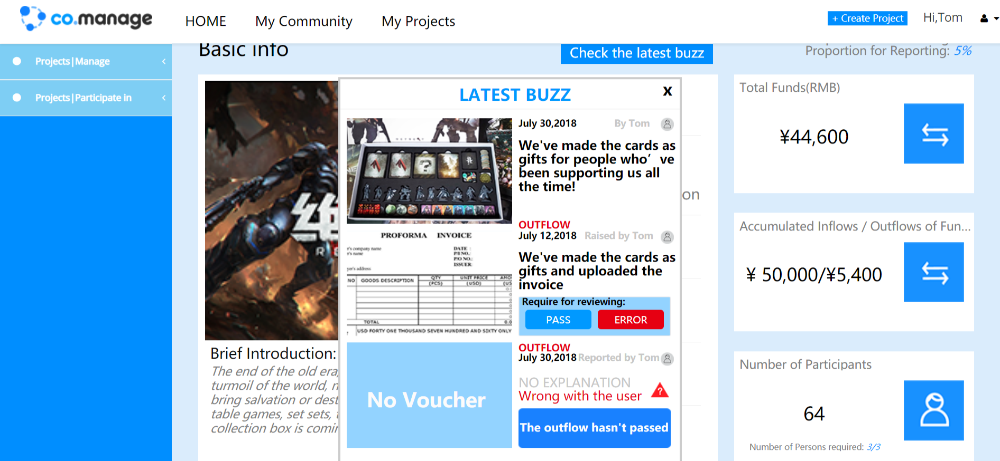 co.manage
HOME
My Community
My Projects
+ Create Project
Hi,Tom
Projects|Manage
Projects|Participate in
Basic info
Check the latest buzz
Proportion for Reporting: 5%
LATEST BUZZ
X
July 30,2018
By Tom
We've made the cards as
gifts for people who’ve
been supporting us all
the time!
PROFORMA INVOICE
r's company name
r's name
yer's address
DATE :
P/I NO.:
P/O NO.:
ISSUER:
NO
GOODS DESCRIPTION
QTY
(PCS)
UNIT PRICE
(USD)
AMO
(US
TOTAL
0.0
USD FORTY ONE THOUSAND SEVEN HUNDRED AND SIXTY ONLY
OUTFLOW
July 12,2018
Raised by Tom
We've made the cards as
gifts and uploaded the
invoice
Require for reviewing:
PASS
ERROR
No Voucher
OUTFLOW
July 30,2018
Reported by Tom
NO EXPLANATION
Wrong with the user
?
The outflow hasn't passed
on
Brief Introduction:
The end of the old era,
turmoil of the world,
bring salvation or dest
table games, set sets,
collection box is comin
Total Funds(RMB)
¥44,600
Accumulated Inflows / Outflows of Fun...
¥ 50,000/¥5,400
Number of Participants
64
Number of Persons required: 3/3